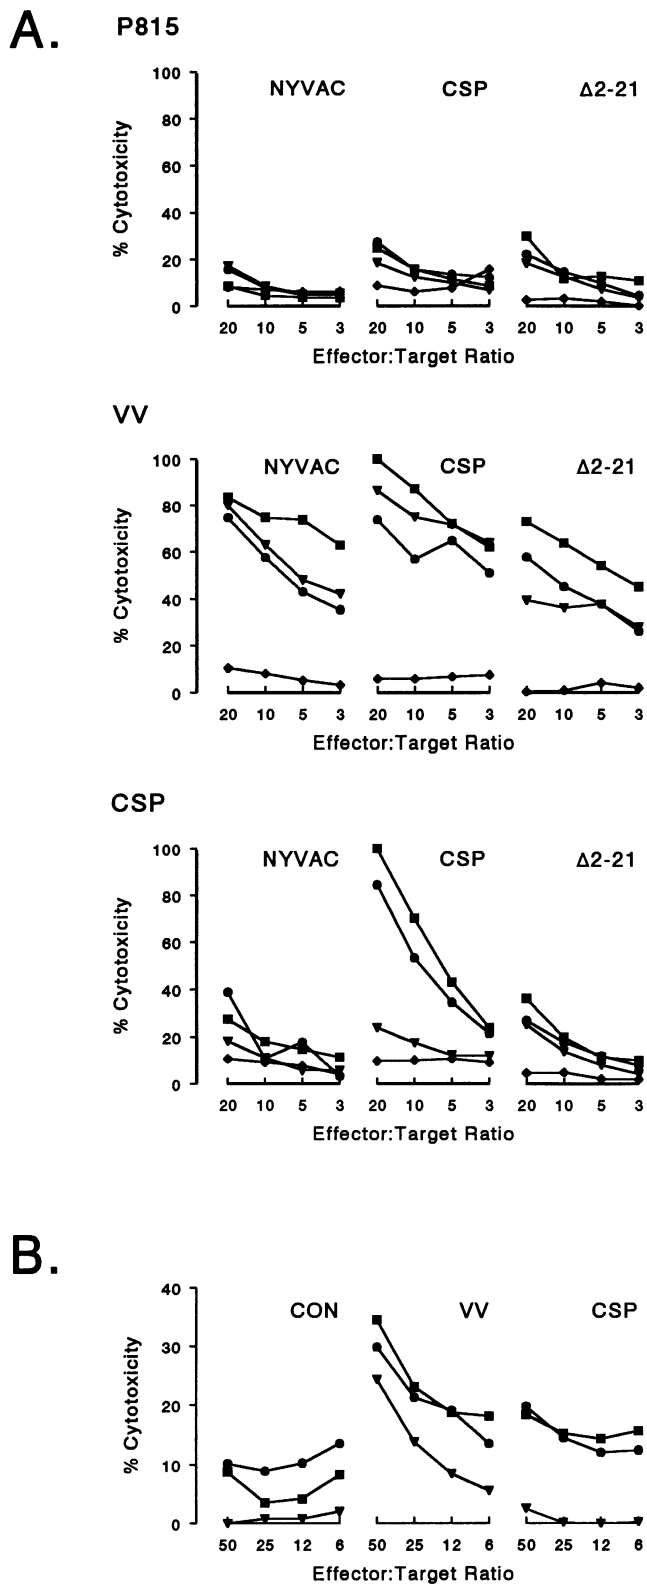 A.
P815
NYVAC CSP Δ2-21
% Cytotoxicity
100
80
60
40
20
0
20 10 5 3 20 10 5 3 20 10 5 3
Effector:Target Ratio
VV
NYVAC CSP Δ2-21
% Cytotoxicity
100
80
60
40
20
0
20 10 5 3 20 10 5 3 20 10 5 3
Effector:Target Ratio
CSP
NYVAC CSP Δ2-21
% Cytotoxicity
100
80
60
40
20
0
20 10 5 3 20 10 5 3 20 10 5 3
Effector:Target Ratio
B.
CON VV CSP
% Cytotoxicity
40
30
20
10
0
50 25 12 6 50 25 12 6 50 25 12 6
Effector:Target Ratio